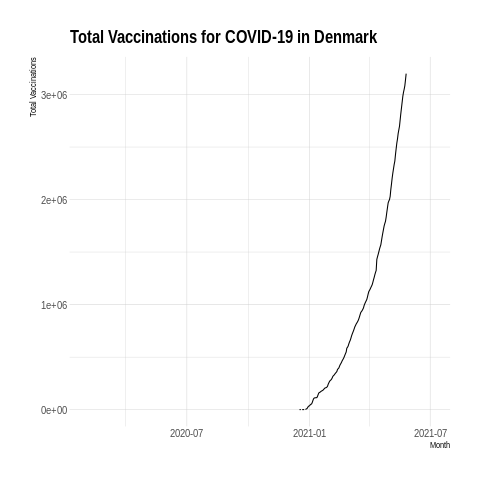 Total Vaccinations for COVID-19 in Denmark
Total Vaccinations
3e+06
2e+06
1e+06
0e+00
2020-07
2021-01
2021-07
Month